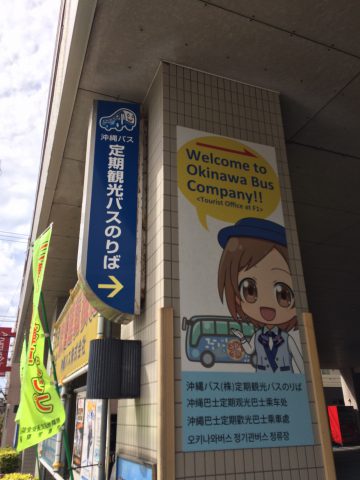 沖縄バス
定期観光バスのりば
Welcome to
Okinawa Bus
Company!!
<Tourist Office at F1>
沖縄バス(株)定期観光バスのりば
沖縄巴士定期观光巴士乘车处
沖縄巴士定期觀光巴士乘車處
오키나와버스 정기관버스 정류장